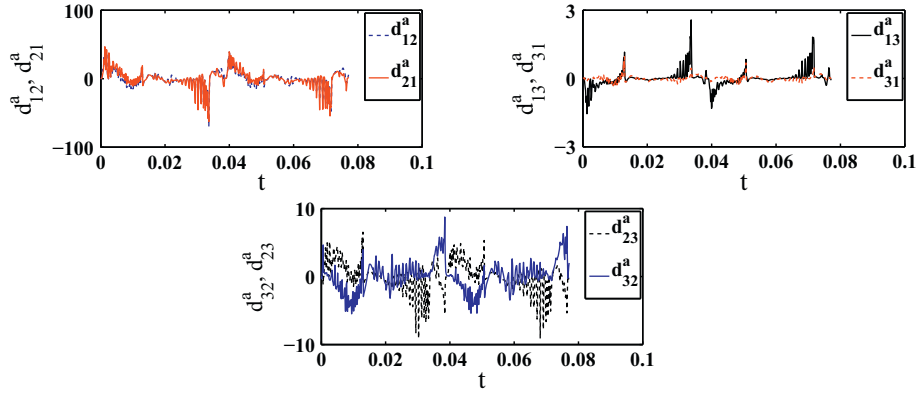 100
0
−100
d^a_12, d^a_21
d^a_12
d^a_21
0 0.02 0.04 0.06 0.08 0.1
t
3
0
−3
d^a_13, d^a_31
d^a_13
d^a_31
0 0.02 0.04 0.06 0.08 0.1
t
10
0
−10
d^a_32, d^a_23
d^a_23
d^a_32
0 0.02 0.04 0.06 0.08 0.1
t